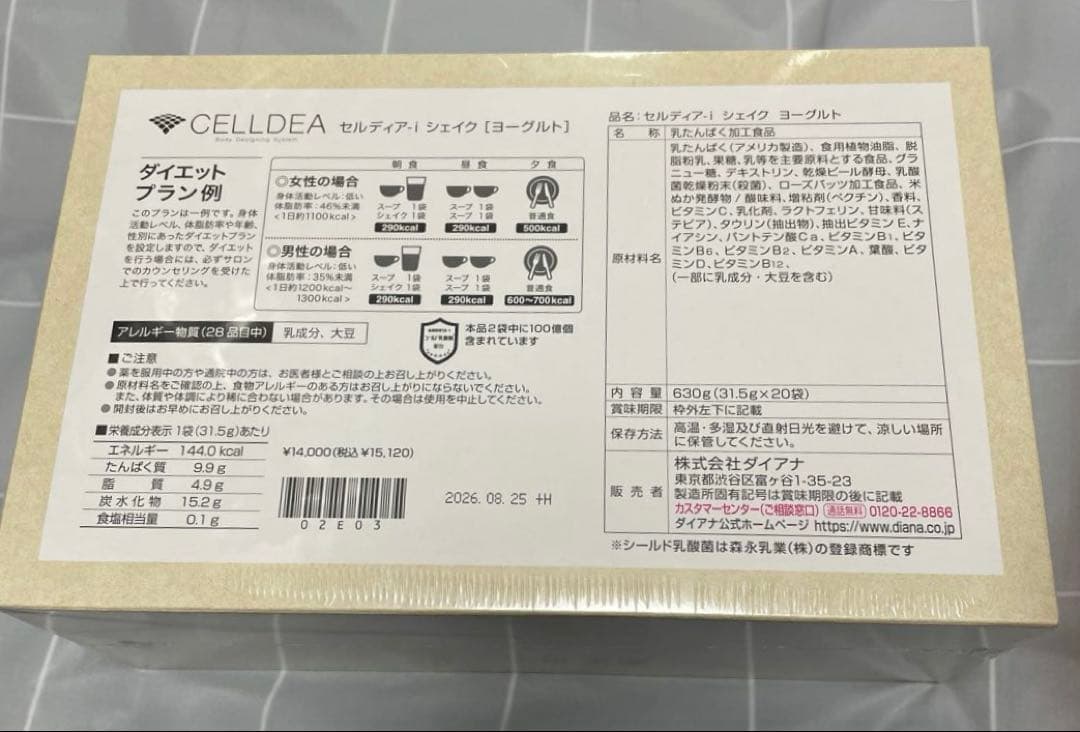 CELLDEA セルディア-i シェイク [ヨーグルト]
Body Designing System
ダイエット
プラン例
このプランは一例です。身体
活動レベル、体脂肪率や年齢、
性別にあったダイエットプラン
を設定しますので、ダイエット
を行う場合には、必ずサロン
でのカウンセリングを受けた
上で行ってください。
朝食 昼食 夕食
◎女性の場合
身体活動レベル:低い
体脂肪率:46%未満
<1日約1100kcal>
スープ 1袋
シェイク 1袋
290kcal
スープ 1袋
スープ 1袋
290kcal
普通食
500kcal
◎男性の場合
身体活動レベル:低い
体脂肪率:35%未満
<1日約1200kcal~
1300kcal>
スープ 1袋
シェイク 1袋
290kcal
スープ 1袋
スープ 1袋
290kcal
普通食
600~700kcal
アレルギー物質(28品目中) 乳成分、大豆
シールド乳酸菌
本品2袋中に100億個
含まれています
■ご注意
●薬を服用中の方や通院中の方は、お医者様とご相談の上お召し上がりください。
●原材料名をご確認の上、食物アレルギーのある方はお召し上がりにならないでください。
また、体質や体調により稀に合わない場合があります。その場合は使用を中止してください。
●開封後はお早めにお召し上がりください。
■栄養成分表示 1袋(31.5g)あたり
エネルギー 144.0 kcal
たんぱく質 9.9 g
脂質 4.9 g
炭水化物 15.2 g
食塩相当量 0.1 g
¥14,000(税込¥15,120)
02E03
2026. 08. 25 +H
品名:セルディア-i シェイク ヨーグルト
名称 乳たんぱく加工食品
原材料名
乳たんぱく(アメリカ製造)、食用植物油脂、脱
脂粉乳、果糖、乳等を主要原料とする食品、グラ
ニュー糖、デキストリン、乾燥ビール酵母、乳酸
菌乾燥粉末(殺菌)、ローズバッツ加工食品、米
ぬか発酵物/酸味料、増粘剤(ペクチン)、香料、
ビタミンC、乳化剤、ラクトフェリン、甘味料(ス
テビア)、タウリン(抽出物)、抽出ビタミンE、ナ
イアシン、パントテン酸Ca、ビタミンB1、ビタ
ミンB6、ビタミンB2、ビタミンA、葉酸、ビタ
ミンD、ビタミンB12、
(一部に乳成分・大豆を含む)
内容量 630g(31.5g×20袋)
賞味期限 枠外左下に記載
保存方法 高温・多湿及び直射日光を避けて、涼しい場所
に保管してください。
販売者
株式会社ダイアナ
東京都渋谷区富ヶ谷1-35-23
製造所固有記号は賞味期限の後に記載
カスタマーセンター(ご相談窓口) 通話無料 0120-22-8866
ダイアナ公式ホームページ https://www.diana.co.jp
※シールド乳酸菌は森永乳業(株)の登録商標です